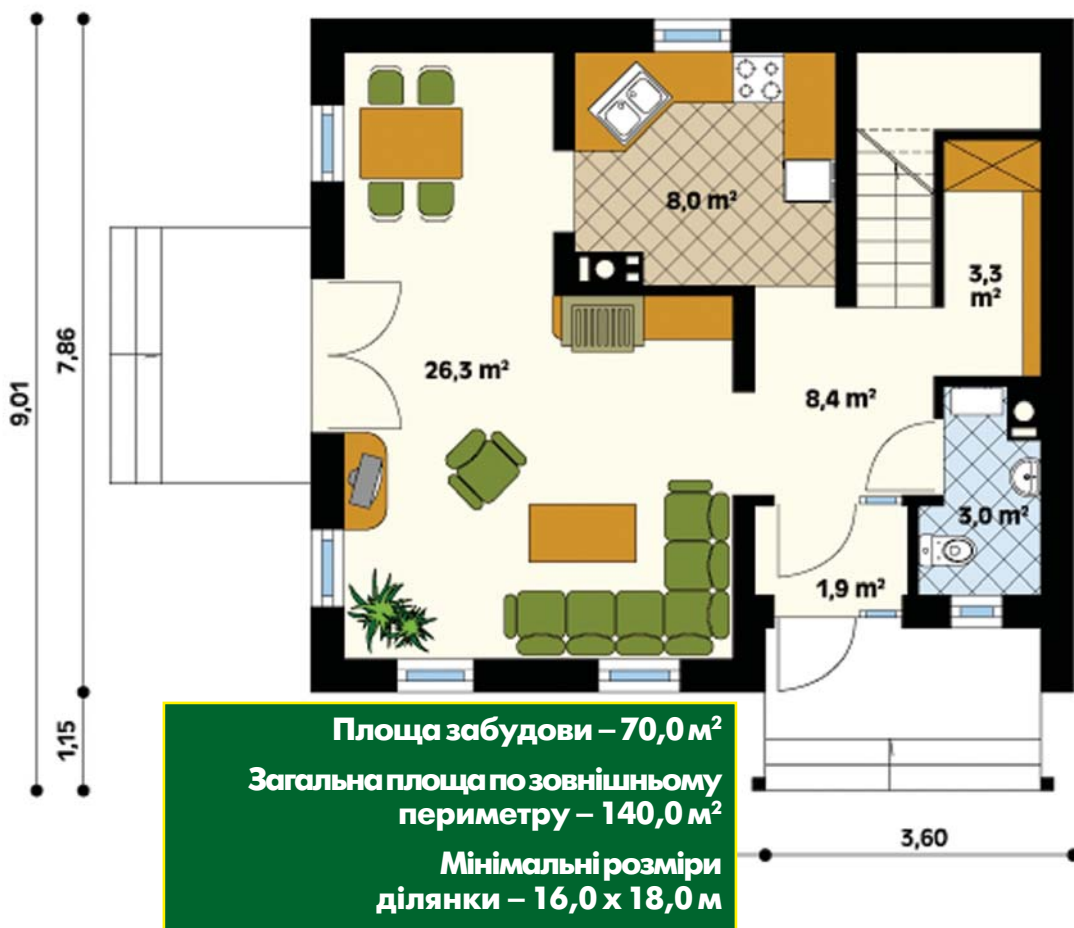 8,0 m²
3,3
m²
26,3 m²
8,4 m²
3,0 m²
1,9 m²
9,01
7,86
1,15
3,60
Площа забудови – 70,0 м²
Загальна площа по зовнішньому
периметру – 140,0 м²
Мінімальні розміри
ділянки – 16,0 х 18,0 м